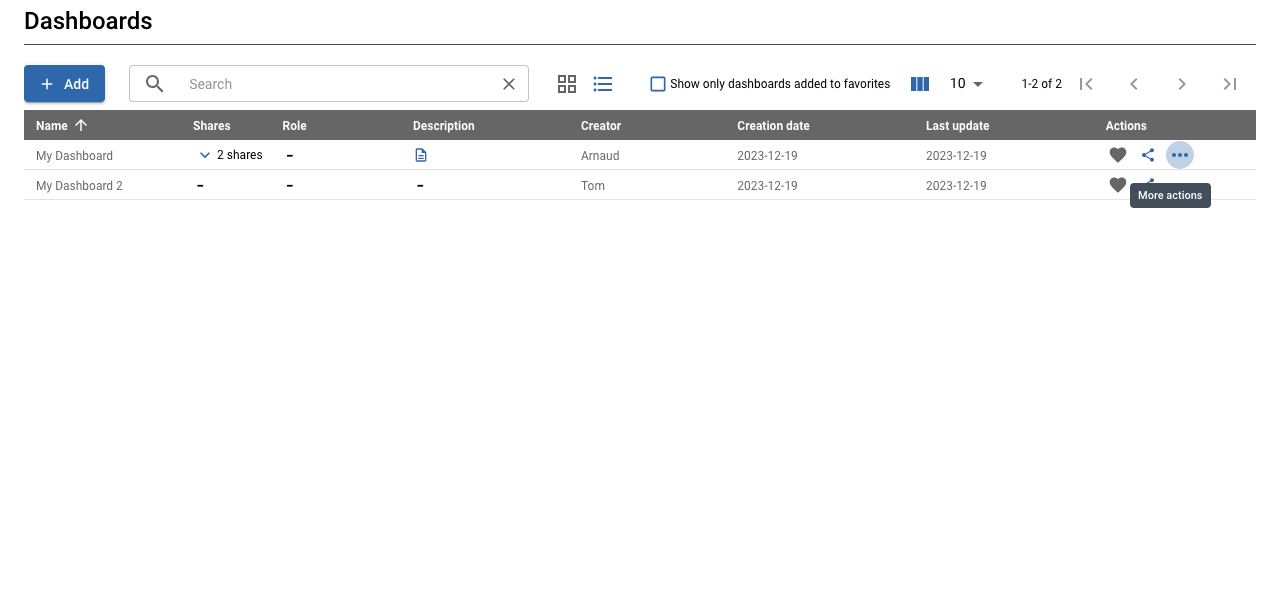 Dashboards
Add
Search
Show only dashboards added to favorites
10
1-2 of 2
Name Shares Role Description Creator Creation date Last update Actions
My Dashboard 2 shares - Arnaud 2023-12-19 2023-12-19
My Dashboard 2 - - - Tom 2023-12-19 2023-12-19
More actions